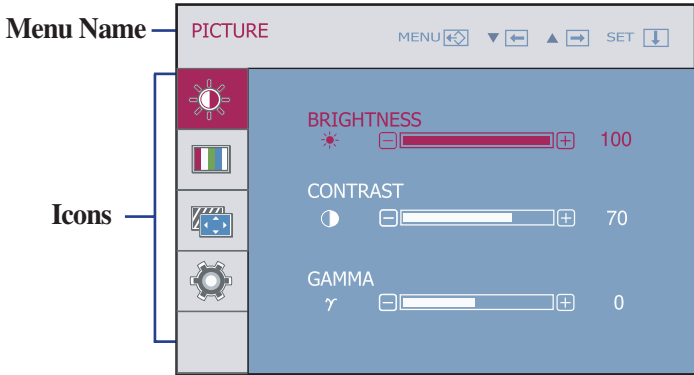 Menu Name
PICTURE
MENU ▼ ▲ SET
Icons
BRIGHTNESS
100
CONTRAST
70
GAMMA
γ 0